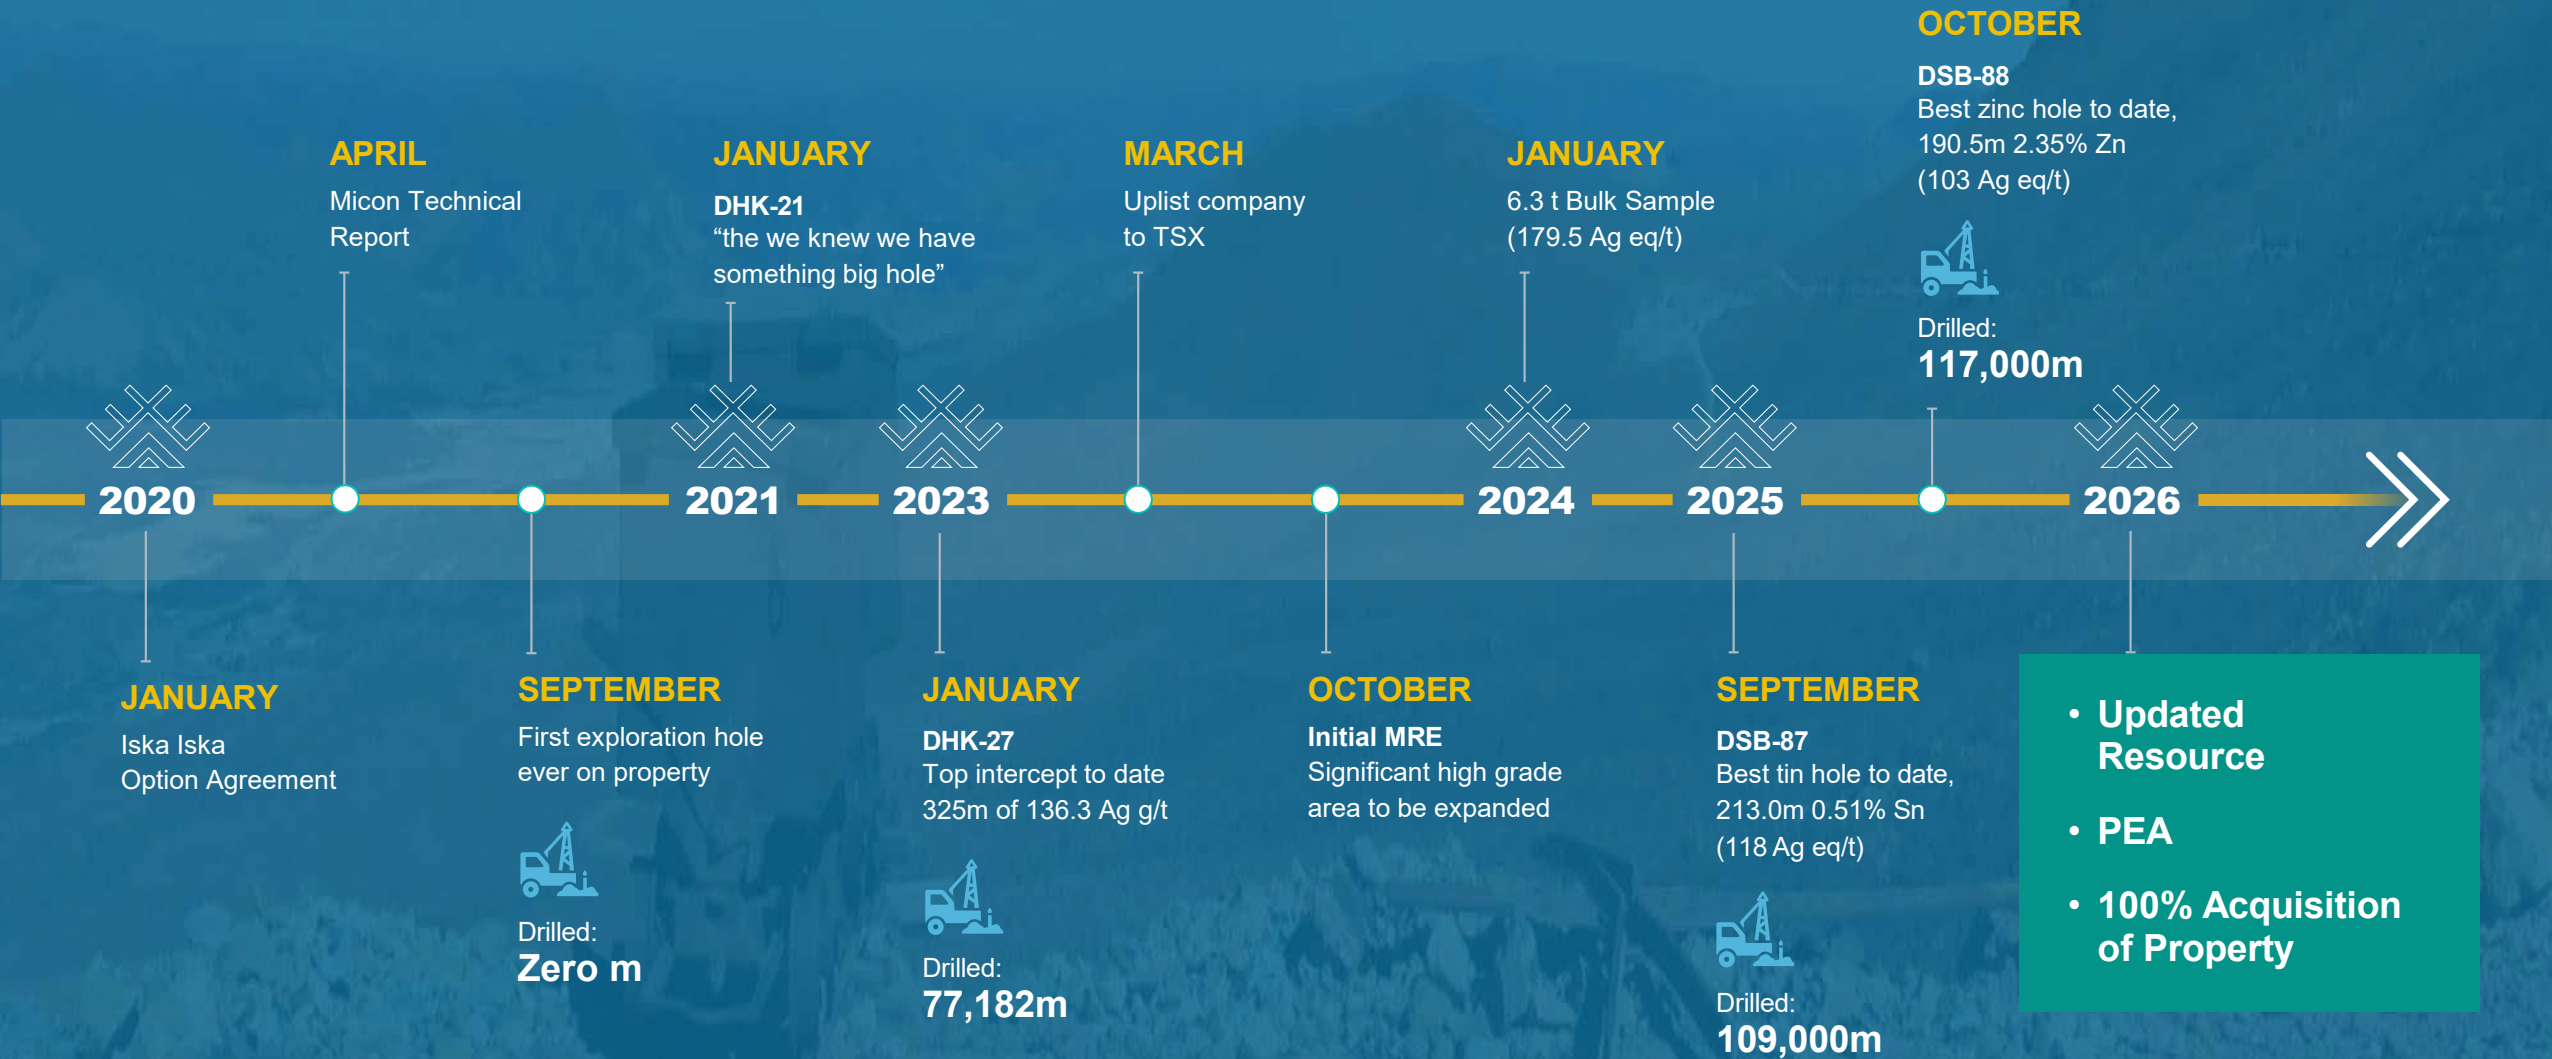 2020
JANUARY
Iska Iska
Option Agreement
APRIL
Micon Technical
Report
SEPTEMBER
First exploration hole
ever on property
Drilled:
Zero m
2021
JANUARY
DHK-21
“the we knew we have
something big hole”
2023
JANUARY
DHK-27
Top intercept to date
325m of 136.3 Ag g/t
Drilled:
77,182m
MARCH
Uplist company
to TSX
OCTOBER
Initial MRE
Significant high grade
area to be expanded
2024
JANUARY
6.3 t Bulk Sample
(179.5 Ag eq/t)
2025
SEPTEMBER
DSB-87
Best tin hole to date,
213.0m 0.51% Sn
(118 Ag eq/t)
Drilled:
109,000m
OCTOBER
DSB-88
Best zinc hole to date,
190.5m 2.35% Zn
(103 Ag eq/t)
Drilled:
117,000m
2026
• Updated
Resource
• PEA
• 100% Acquisition
of Property